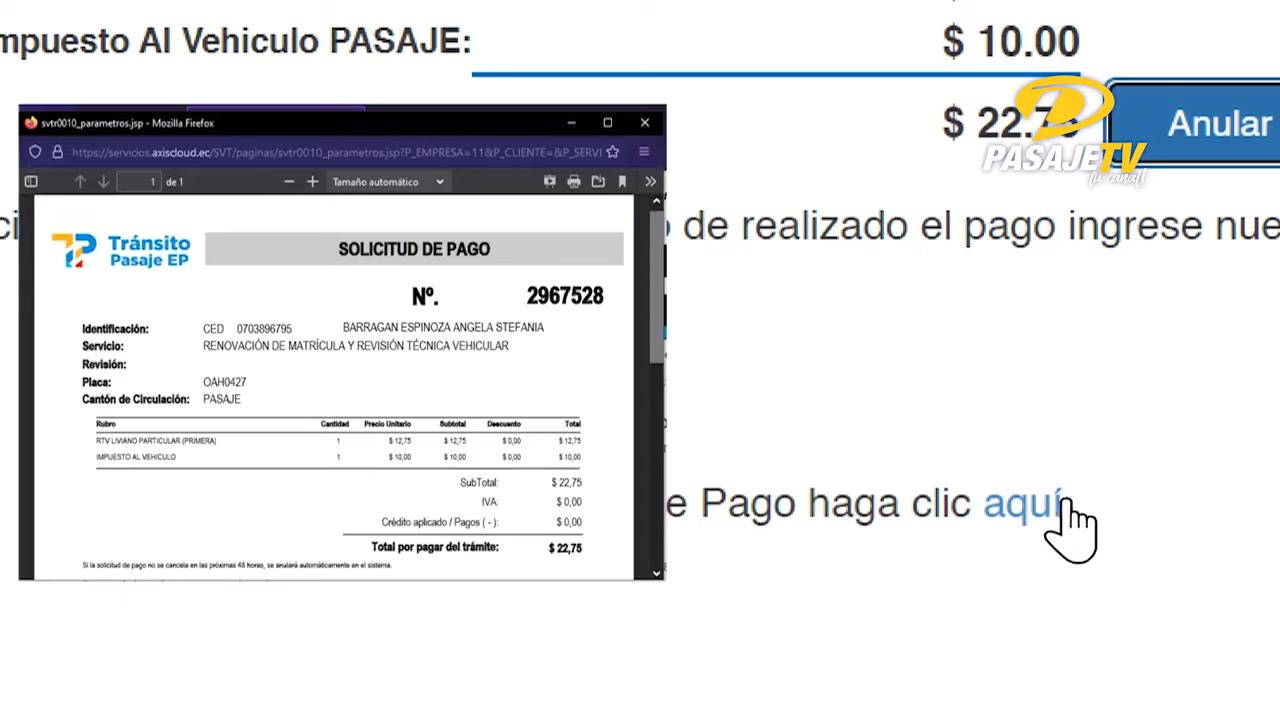 mpuesto Al Vehiculo PASAJE:
$ 10.00
$ 22.75
Anular
PASAJETV
tu canal!
svtr0010_parametros.jsp - Mozilla Firefox
https://servicios.axiscloud.ec/SVT/paginas/svtr0010_parametros.jsp?P_EMPRESA=11&P_CLIENTE=&P_SERVI
1 de 1
Tamaño automático
de realizado el pago ingrese nue
Tránsito
Pasaje EP
SOLICITUD DE PAGO
Nº. 2967528
Identificación: CED 0703896795 BARRAGAN ESPINOZA ANGELA STEFANIA
Servicio: RENOVACIÓN DE MATRÍCULA Y REVISIÓN TÉCNICA VEHICULAR
Revisión:
Placa: OAH0427
Cantón de Circulación: PASAJE
Rubro Cantidad Precio Unitario Subtotal Descuento Total
RTV LIVIANO PARTICULAR (PRIMERA) 1 $ 12,75 $ 12,75 $ 0,00 $ 12,75
IMPUESTO AL VEHICULO 1 $ 10,00 $ 10,00 $ 0,00 $ 10,00
SubTotal: $ 22,75
IVA: $ 0,00
Crédito aplicado / Pagos ( - ): $ 0,00
Total por pagar del trámite: $ 22,75
Si la solicitud de pago no se cancela en las próximas 48 horas, se anulará automáticamente en el sistema.
e Pago haga clic aquí